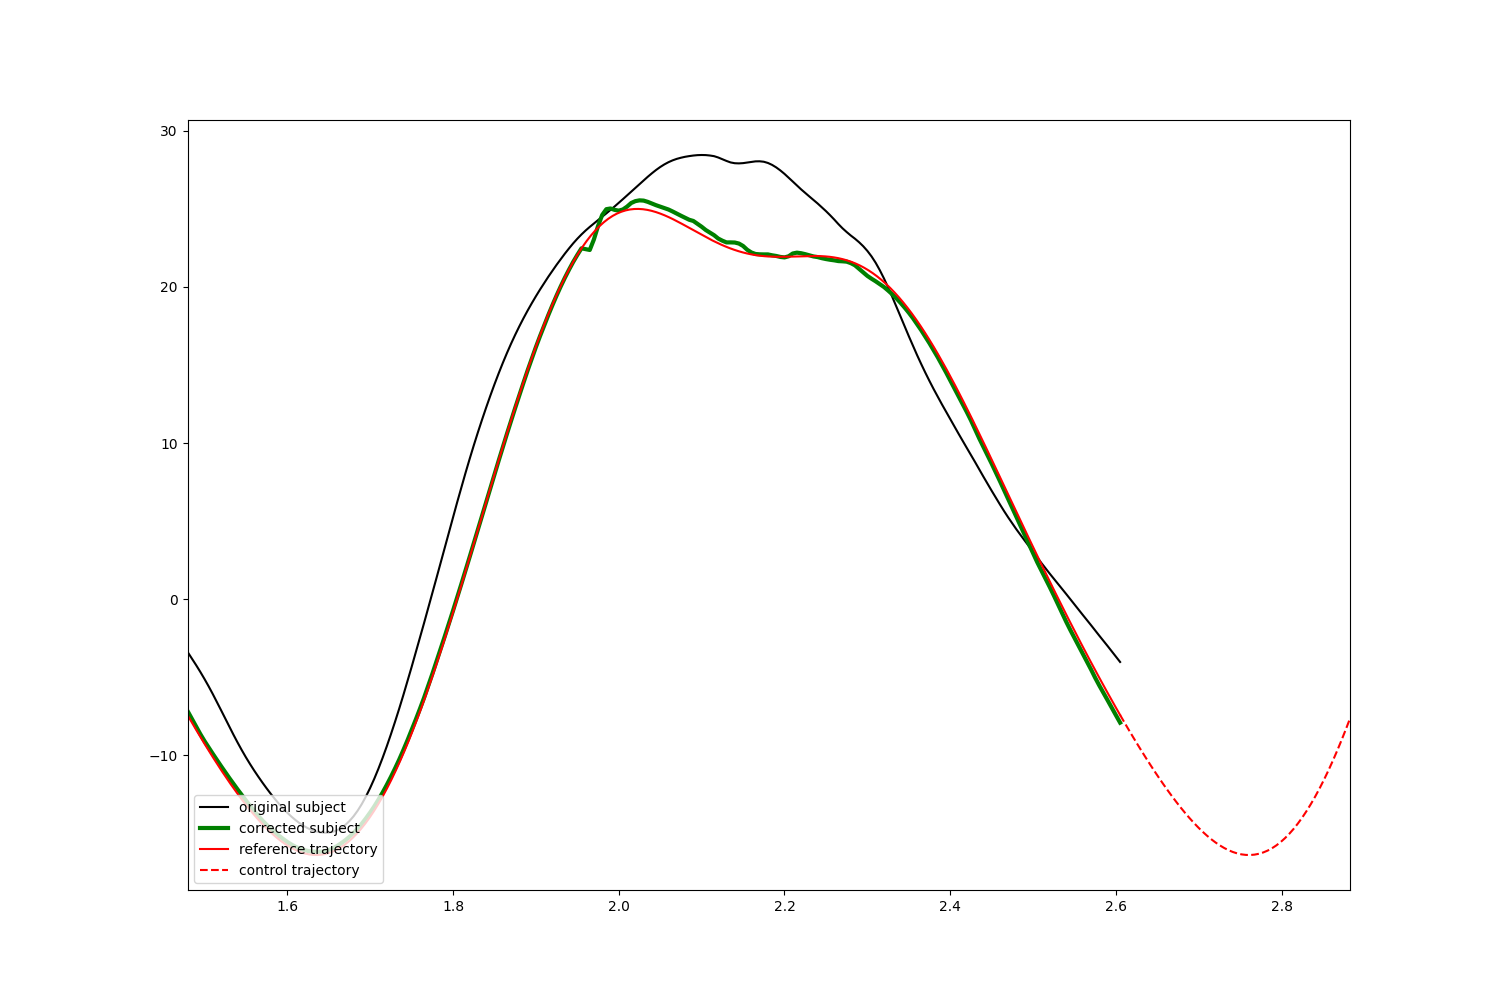 30
20
10
0
−10
original subject
corrected subject
reference trajectory
control trajectory
1.6 1.8 2.0 2.2 2.4 2.6 2.8